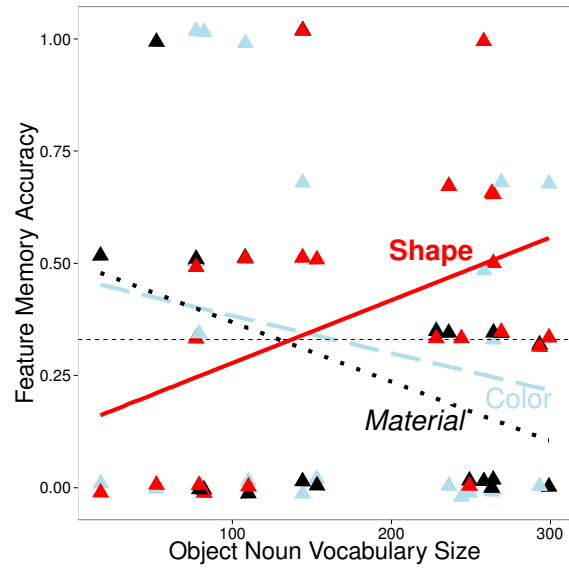 1.00
0.75
0.50
0.25
0.00
Feature Memory Accuracy
Shape
Color
Material
100
200
300
Object Noun Vocabulary Size